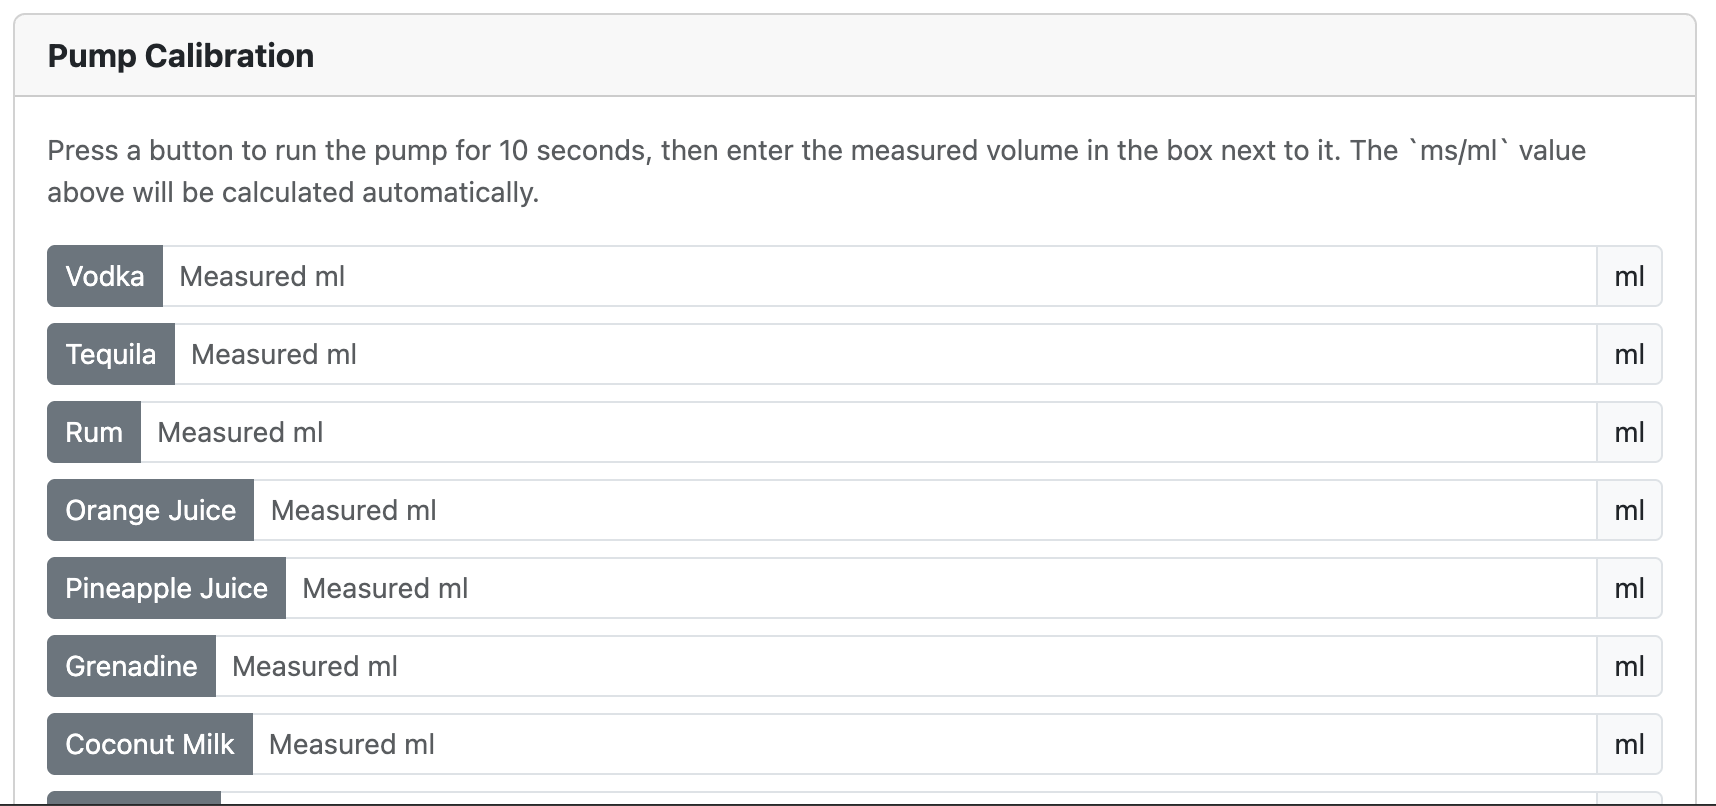 Pump Calibration
Press a button to run the pump for 10 seconds, then enter the measured volume in the box next to it. The `ms/ml` value
above will be calculated automatically.
Vodka Measured ml ml
Tequila Measured ml ml
Rum Measured ml ml
Orange Juice Measured ml ml
Pineapple Juice Measured ml ml
Grenadine Measured ml ml
Coconut Milk Measured ml ml